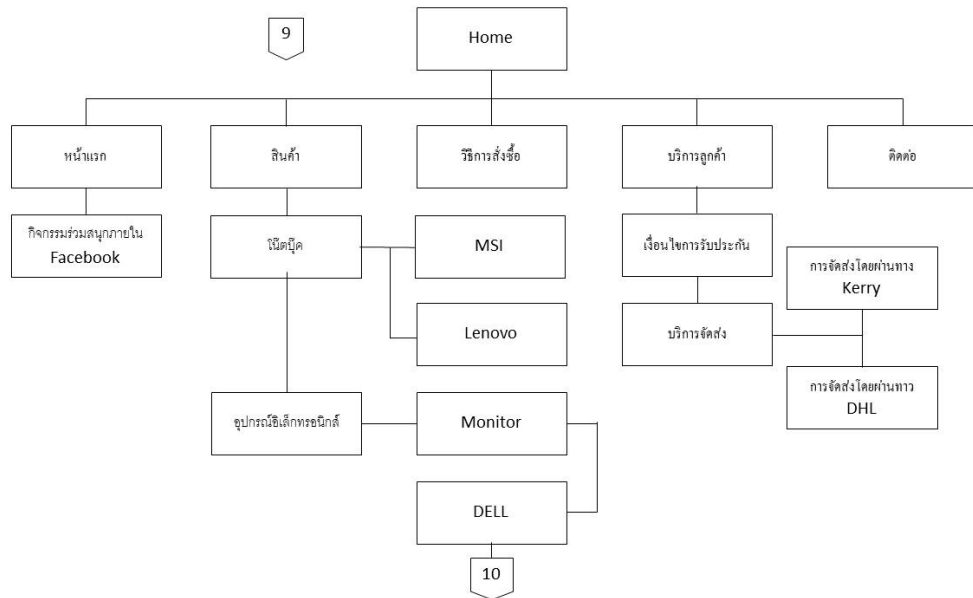 9
Home
หน้าแรก
สินค้า
วิธีการสั่งซื้อ
บริการลูกค้า
ติดต่อ
กิจกรรมร่วมสนุกภายใน
Facebook
โน๊ตบุ๊ค
MSI
เงื่อนไขการรับประกัน
การจัดส่งโดยผ่านทาง
Kerry
Lenovo
บริการจัดส่ง
อุปกรณ์อิเล็กทรอนิกส์
Monitor
การจัดส่งโดยผ่านทาว
DHL
DELL
10